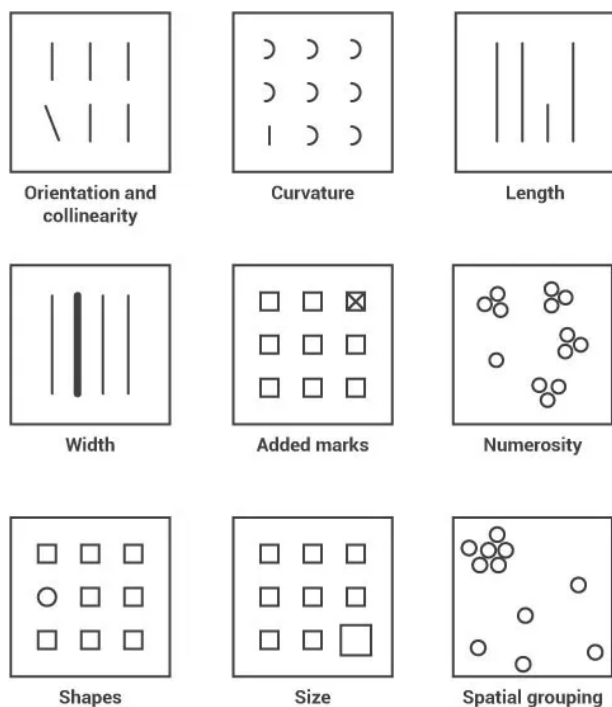 Orientation and
collinearity
Curvature
Length
Width
Added marks
Numerosity
Shapes
Size
Spatial grouping